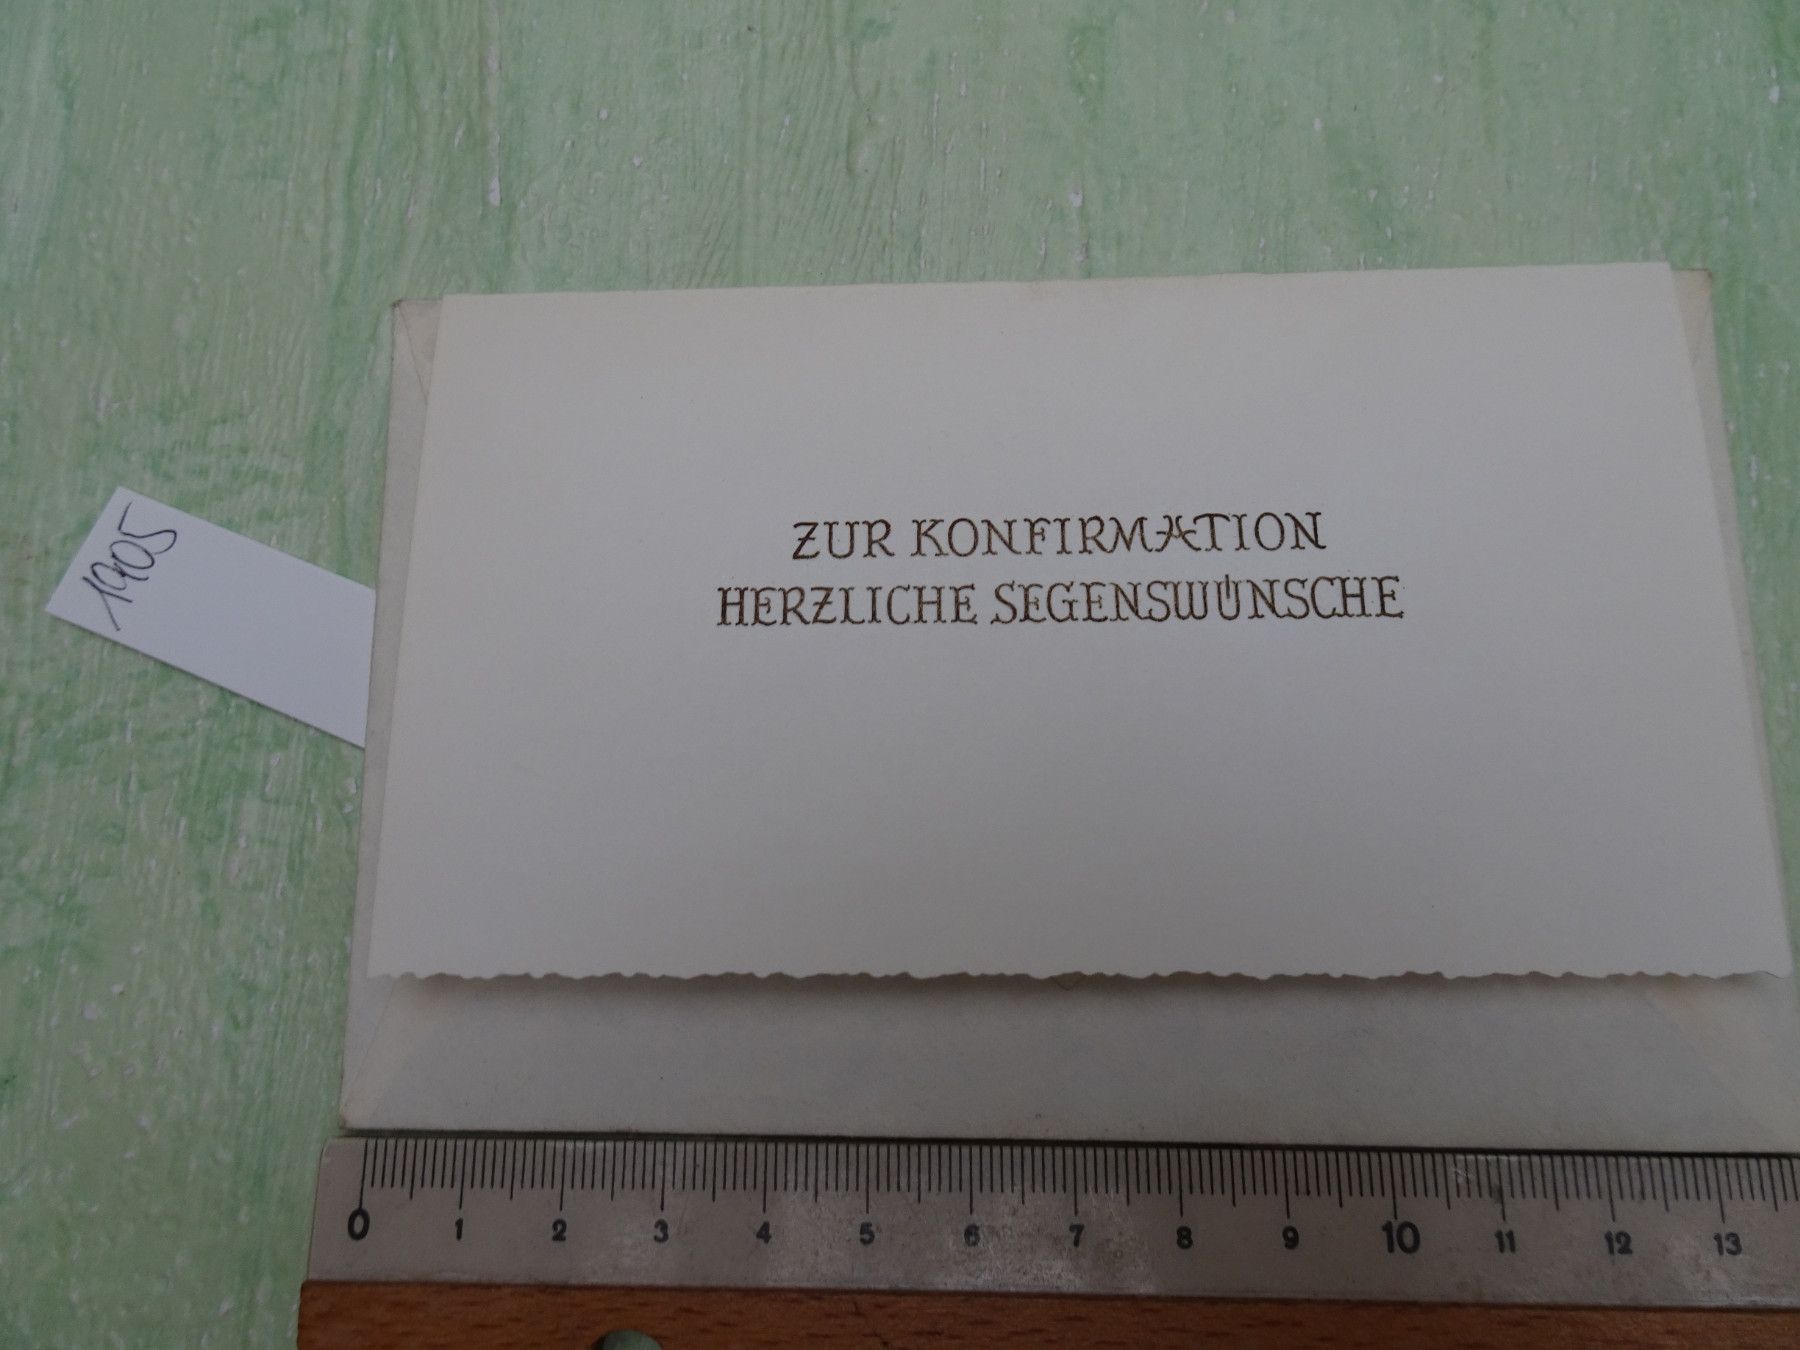 1905
ZUR KONFIRMATION
HERZLICHE SEGENSWÜNSCHE
0 1 2 3 4 5 6 7 8 9 10 11 12 13